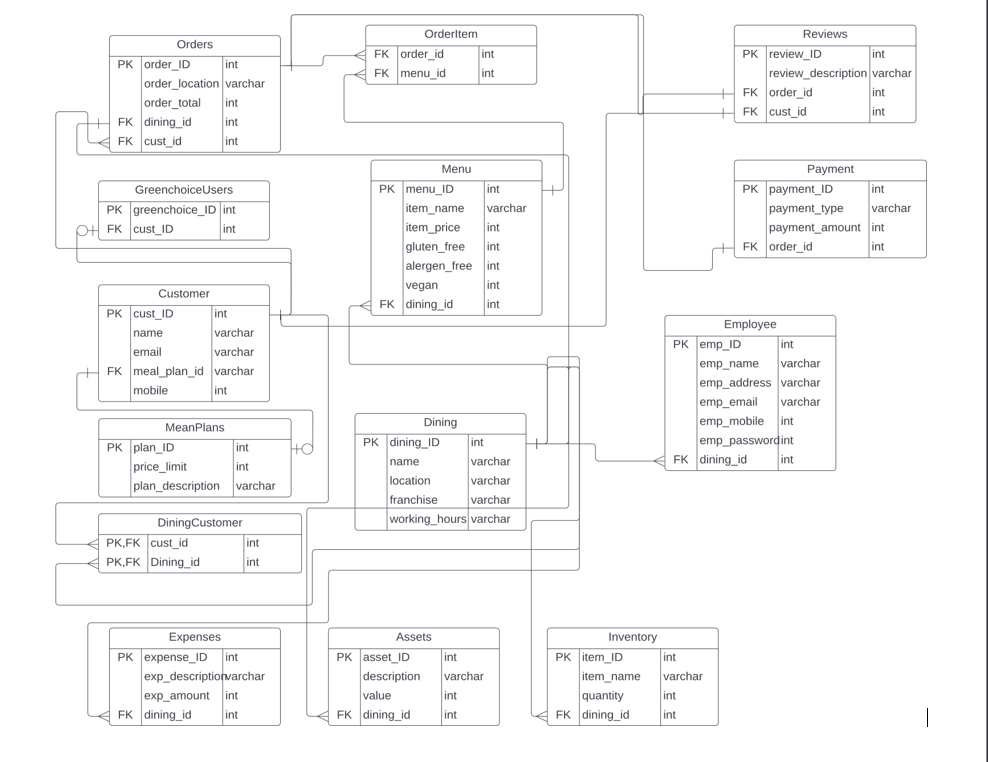 Orders
PK order_ID int
order_location varchar
order_total int
FK dining_id int
FK cust_id int
OrderItem
FK order_id int
FK menu_id int
Reviews
PK review_ID int
review_description varchar
FK order_id int
FK cust_id int
GreenchoiceUsers
PK greenchoice_ID int
FK cust_ID int
Menu
PK menu_ID int
item_name varchar
item_price int
gluten_free int
alergen_free int
vegan int
FK dining_id int
Payment
PK payment_ID int
payment_type varchar
payment_amount int
FK order_id int
Customer
PK cust_ID int
name varchar
email varchar
FK meal_plan_id varchar
mobile int
Employee
PK emp_ID int
emp_name varchar
emp_address varchar
emp_email varchar
emp_mobile int
emp_password int
FK dining_id int
MeanPlans
PK plan_ID int
price_limit int
plan_description varchar
Dining
PK dining_ID int
name varchar
location varchar
franchise varchar
working_hours varchar
DiningCustomer
PK,FK cust_id int
PK,FK Dining_id int
Expenses
PK expense_ID int
exp_description varchar
exp_amount int
FK dining_id int
Assets
PK asset_ID int
description varchar
value int
FK dining_id int
Inventory
PK item_ID int
item_name varchar
quantity int
FK dining_id int